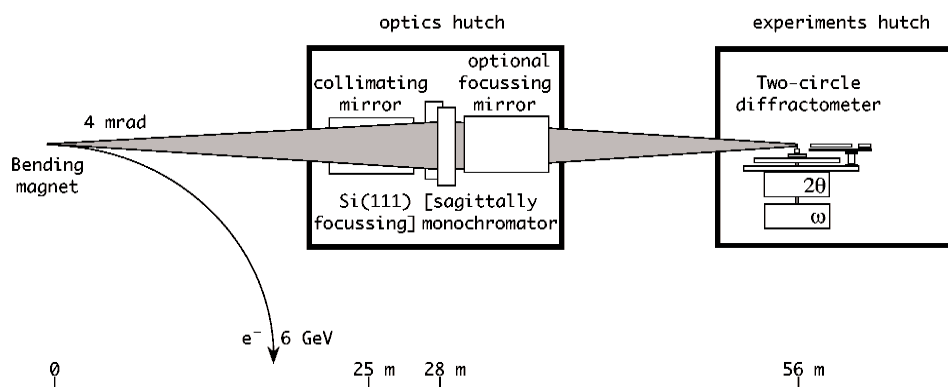 optics hutch
experiments hutch
optional
collimating focussing
mirror mirror
Two-circle
diffractometer
4 mrad
Bending
magnet
2θ
Si(111) [sagittally
focussing] monochromator
ω
e⁻ 6 GeV
0 25 m 28 m 56 m